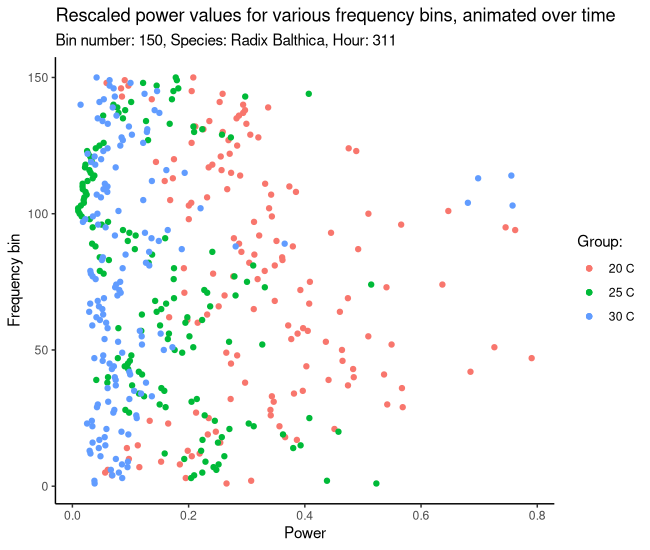 Rescaled power values for various frequency bins, animated over time
Bin number: 150, Species: Radix Balthica, Hour: 311
150
100
50
0
Frequency bin
0.0 0.2 0.4 0.6 0.8
Power
Group:
20 C
25 C
30 C